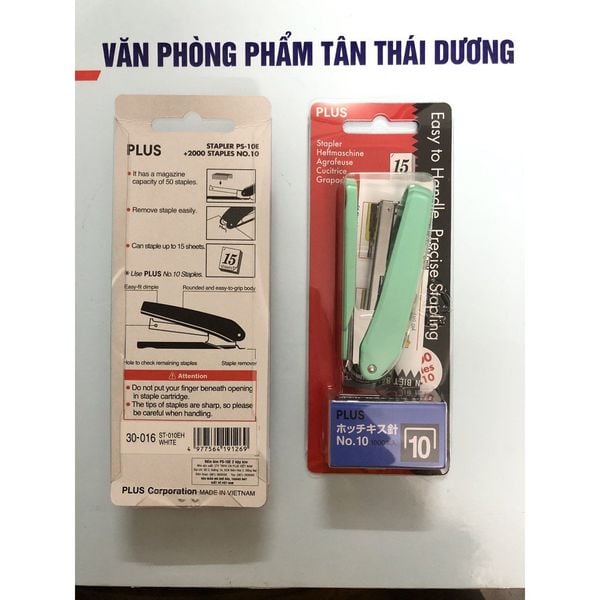 VĂN PHÒNG PHẨM TÂN THÁI DƯƠNG
PLUS
STAPLER PS-10E
+2000 STAPLES NO.10
• It has a magazine
capacity of 50 staples.
• Remove staple easily.
• Can staple up to 15 sheets.
15
• Use PLUS No.10 Staples.
Easy-fit dimple
Rounded and easy-to-grip body
Hole to check remaining staples
Staple remover
Attention
• Do not put your finger beneath opening
in staple cartridge.
• The tips of staples are sharp, so please
be careful when handling.
30-016
ST-010EH
WHITE
4 977564 191269
PLUS Corporation MADE IN VIETNAM
PLUS
Stapler
Heftmaschine
Agrafeuse
Cucitrice
15
Easy to Handle, Precise Stapling
PLUS
ホッチキス針
No.10
10